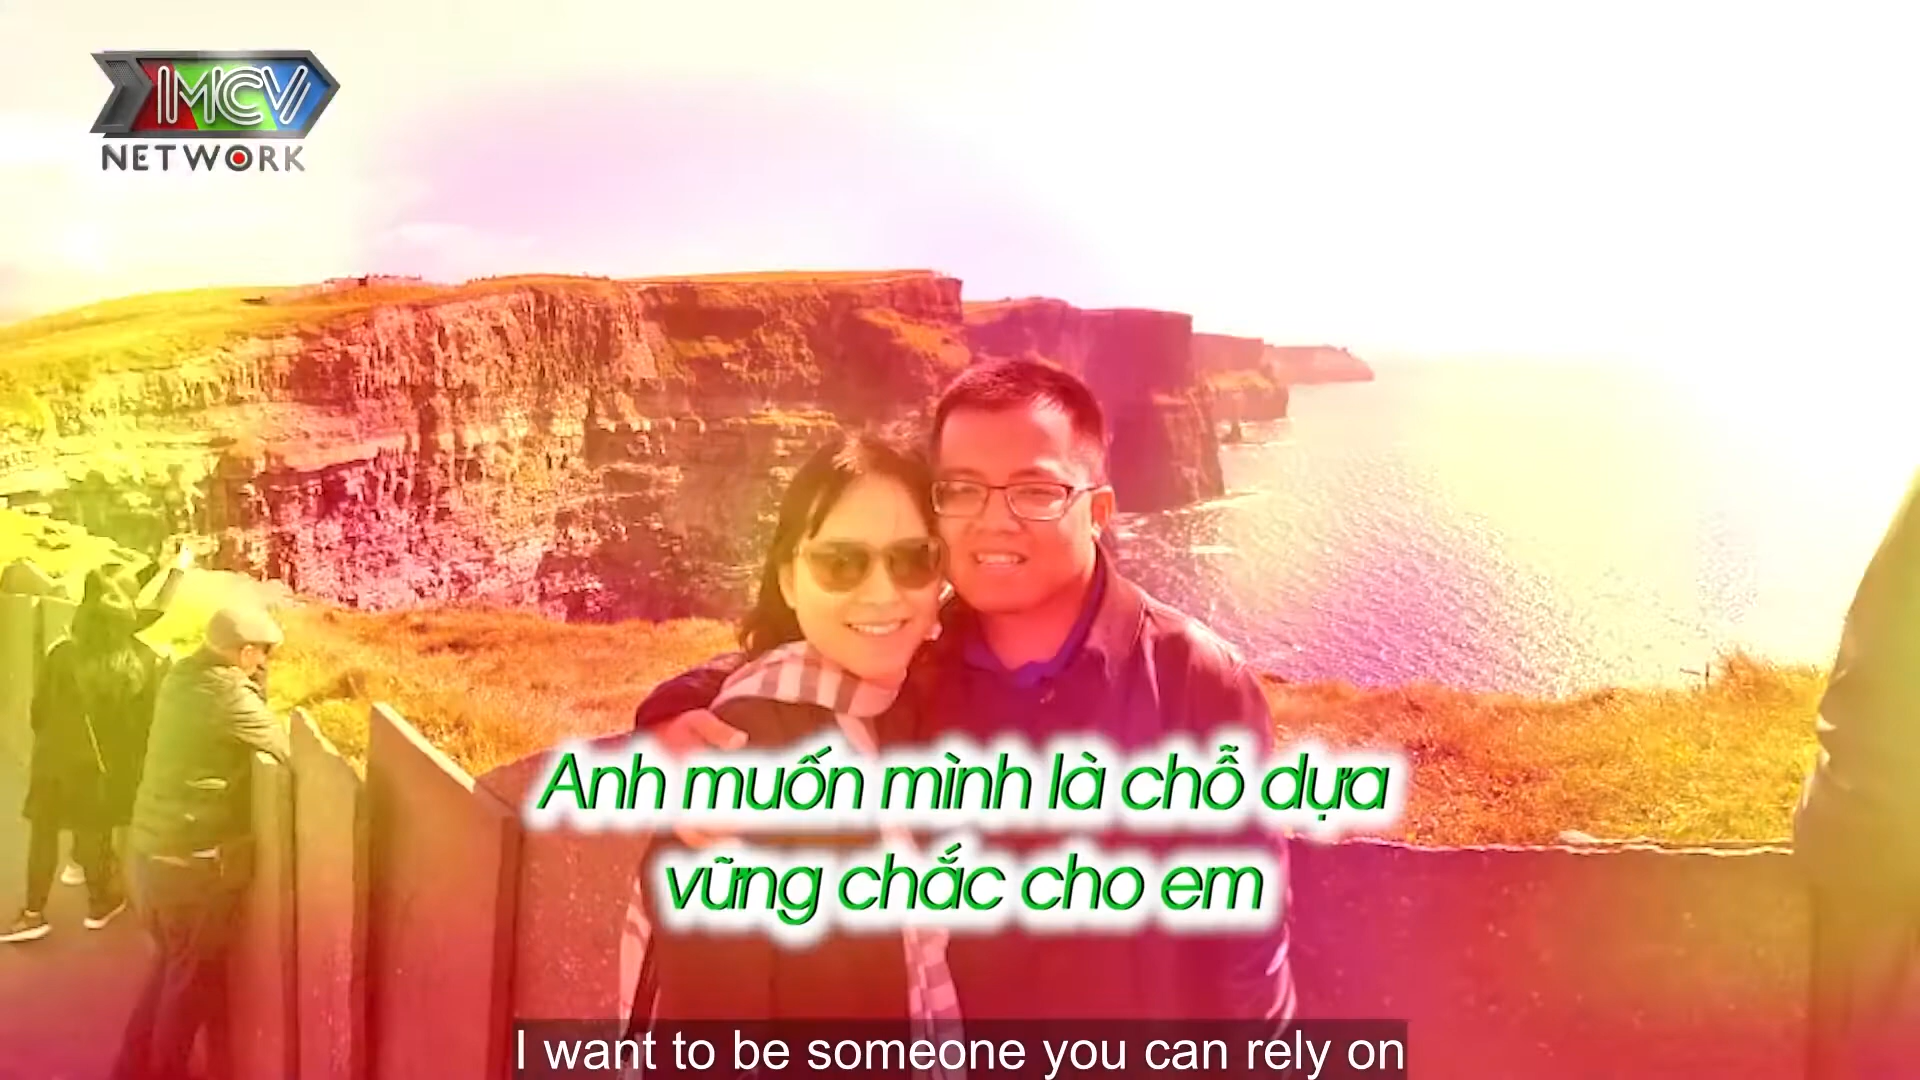 MCV
NETWORK
Anh muốn mình là chỗ dựa
vững chắc cho em
I want to be someone you can rely on